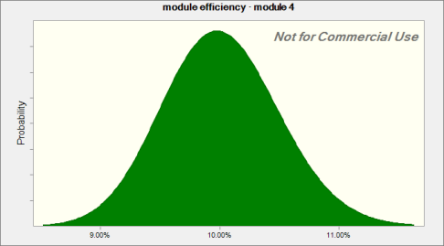 module efficiency - module 4
Not for Commercial Use
Probability
9.00%
10.00%
11.00%